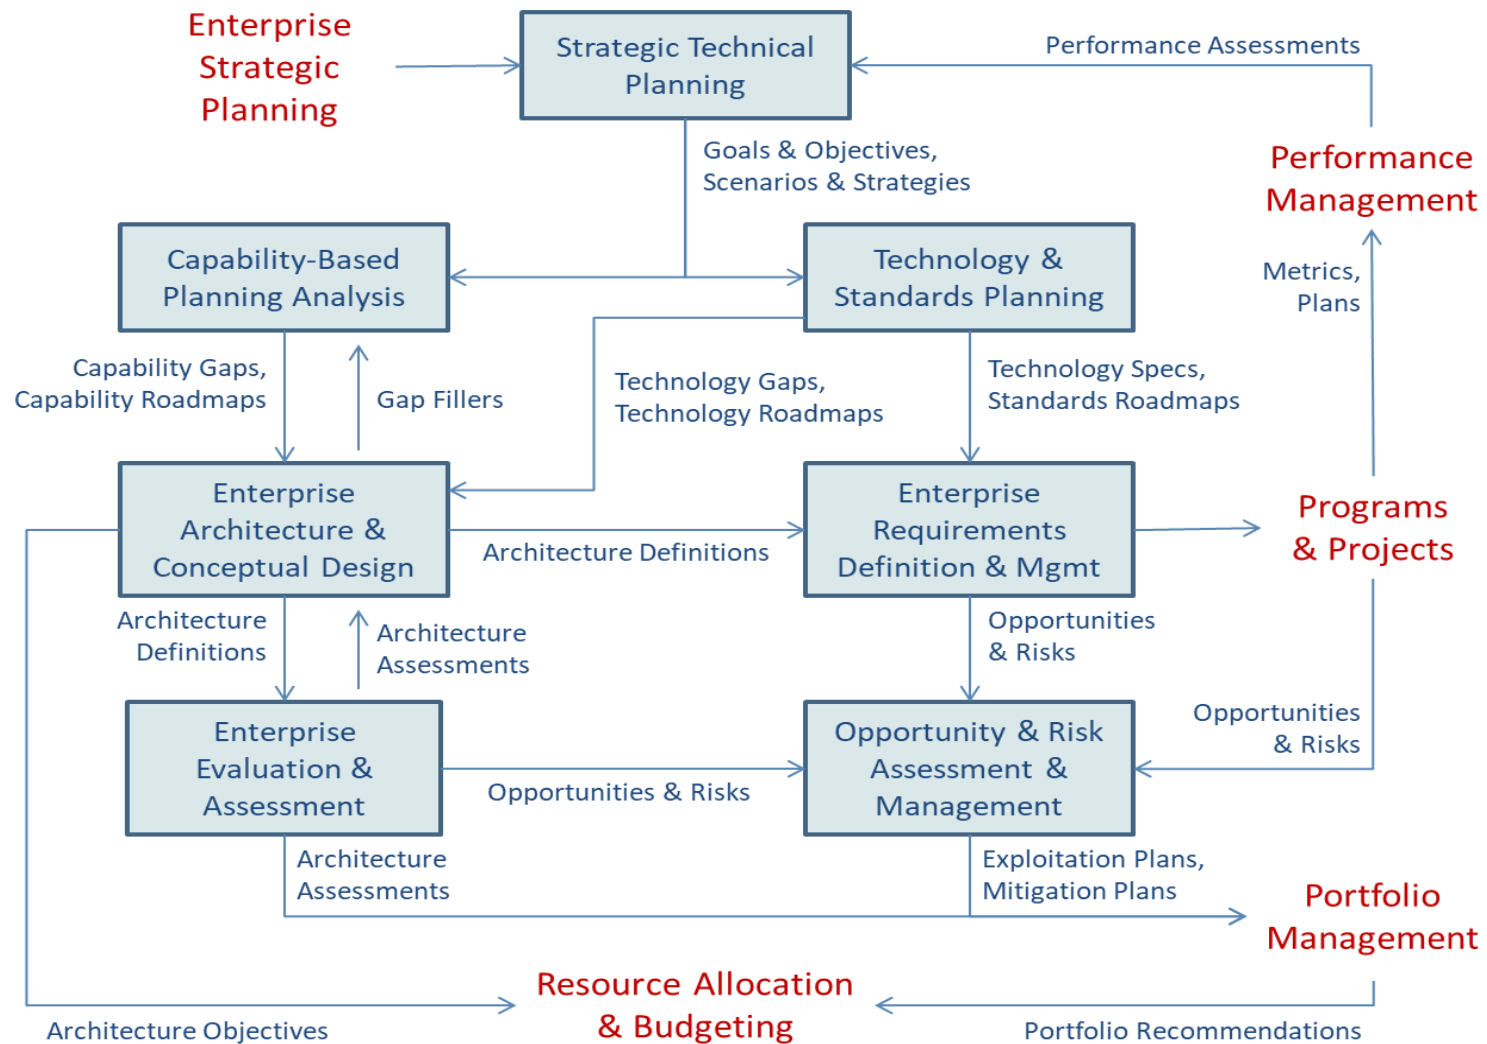 Enterprise
Strategic
Planning
Strategic Technical
Planning
Performance Assessments
Goals & Objectives,
Scenarios & Strategies
Performance
Management
Capability-Based
Planning Analysis
Technology &
Standards Planning
Metrics,
Plans
Capability Gaps,
Capability Roadmaps
Gap Fillers
Technology Gaps,
Technology Roadmaps
Technology Specs,
Standards Roadmaps
Enterprise
Architecture &
Conceptual Design
Architecture Definitions
Enterprise
Requirements
Definition & Mgmt
Programs
& Projects
Architecture
Definitions
Architecture
Assessments
Opportunities
& Risks
Enterprise
Evaluation &
Assessment
Opportunities & Risks
Opportunity & Risk
Assessment &
Management
Opportunities
& Risks
Architecture
Assessments
Exploitation Plans,
Mitigation Plans
Portfolio
Management
Resource Allocation
& Budgeting
Architecture Objectives
Portfolio Recommendations